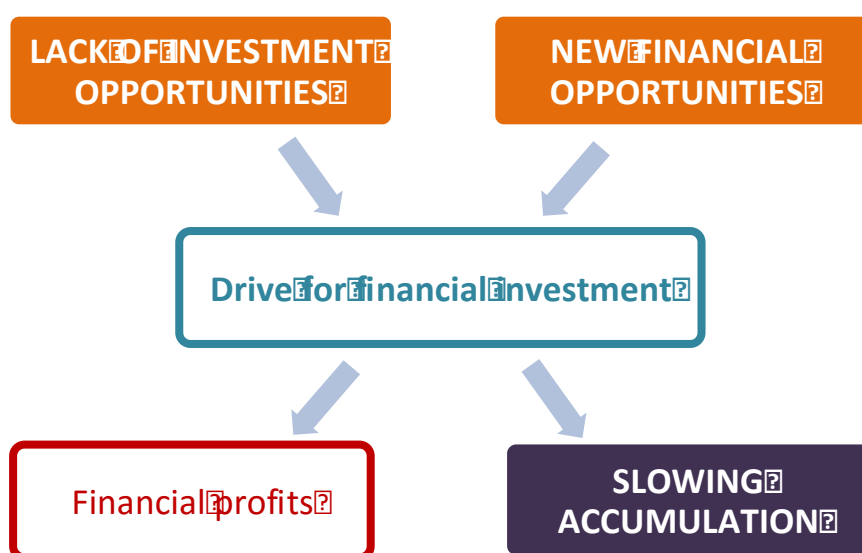 LACK OF INVESTMENT
OPPORTUNITIES
NEW FINANCIAL
OPPORTUNITIES
Drive for financial investment
Financial profits
SLOWING
ACCUMULATION